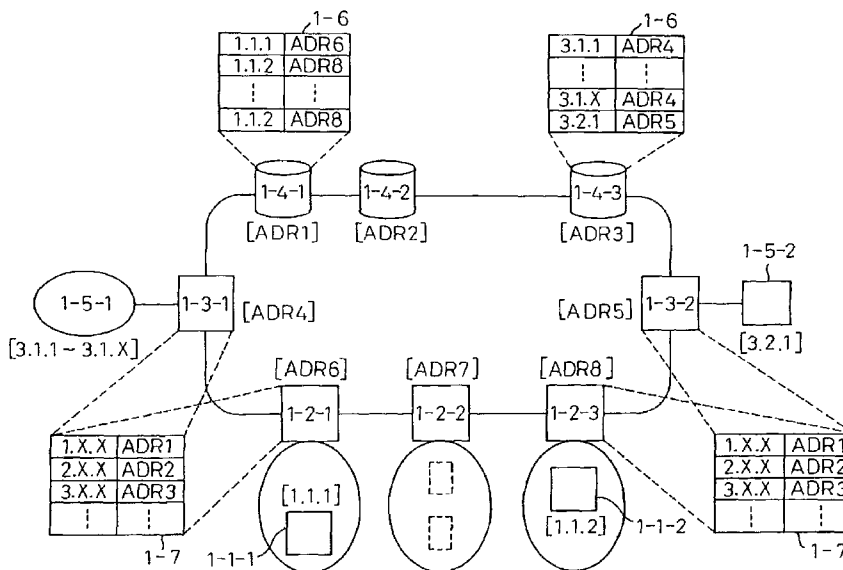 1-6
1.1.1 ADR6
1.1.2 ADR8
1.1.2 ADR8
1-6
3.1.1 ADR4
3.1.X ADR4
3.2.1 ADR5
1-4-1
1-4-2
1-4-3
[ADR1]
[ADR2]
[ADR3]
1-5-1
1-3-1
[ADR4]
[3.1.1~3.1.X]
[ADR5]
1-3-2
1-5-2
[3.2.1]
[ADR6]
[ADR7]
[ADR8]
1-2-1
1-2-2
1-2-3
1.X.X ADR1
2.X.X ADR2
3.X.X ADR3
1-7
[1.1.1]
1-1-1
[1.1.2]
1-1-2
1.X.X ADR1
2.X.X ADR2
3.X.X ADR3
1-7